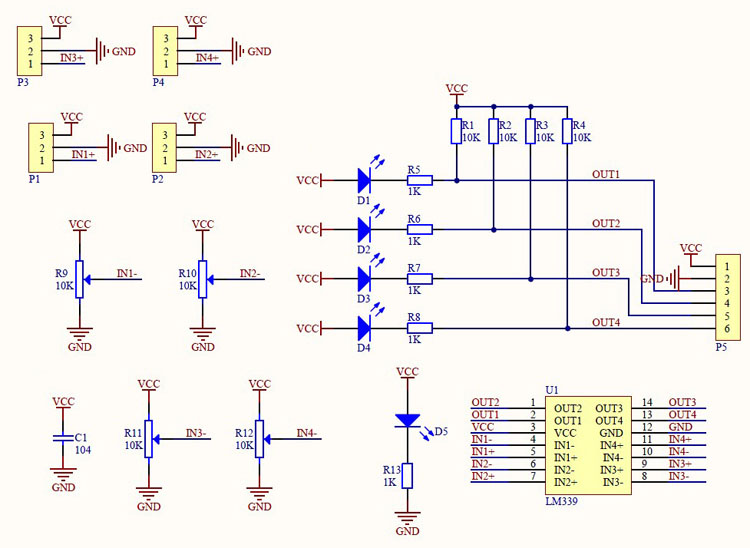 VCC
3
2 GND
1 IN3+
P3
VCC
3
2 GND
1 IN4+
P4
VCC
3
2 GND
1 IN1+
P1
VCC
3
2 GND
1 IN2+
P2
VCC
R9
10K
IN1-
GND
VCC
R10
10K
IN2-
GND
VCC
C1
104
GND
VCC
R11
10K
IN3-
GND
VCC
R12
10K
IN4-
GND
VCC
R1
10K
R2
10K
R3
10K
R4
10K
VCC
D1
R5
1K
OUT1
VCC
D2
R6
1K
OUT2
VCC
D3
R7
1K
OUT3
VCC
D4
R8
1K
OUT4
VCC
GND
1
2
3
4
5
6
P5
VCC
D5
R13
1K
GND
U1
OUT2 1 OUT2 OUT3 14 OUT3
OUT1 2 OUT1 OUT4 13 OUT4
VCC 3 VCC GND 12 GND
IN1- 4 IN1- IN4+ 11 IN4+
IN1+ 5 IN1+ IN4- 10 IN4-
IN2- 6 IN2- IN3+ 9 IN3+
IN2+ 7 IN2+ IN3- 8 IN3-
LM339